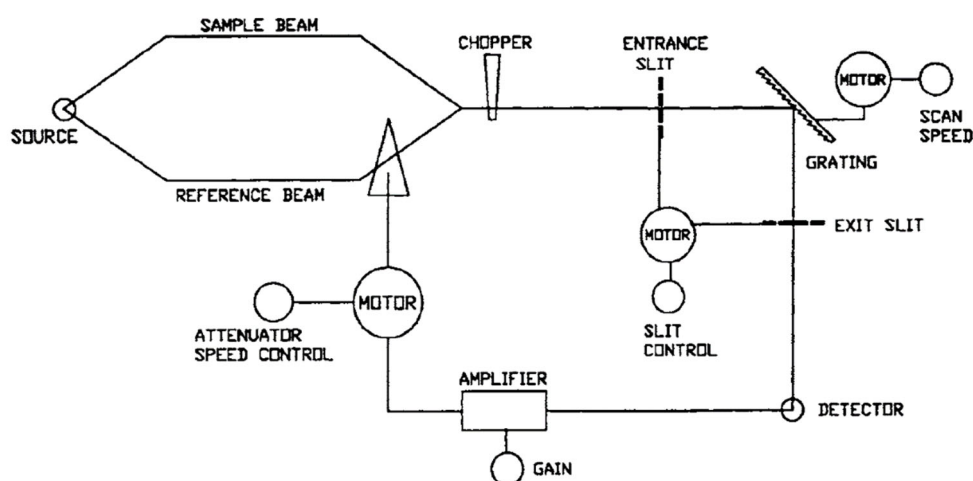 SAMPLE BEAM
CHOPPER
ENTRANCE
SLIT
MOTOR
SCAN
SPEED
SOURCE
GRATING
REFERENCE BEAM
MOTOR
EXIT SLIT
MOTOR
ATTENUATOR
SPEED CONTROL
SLIT
CONTROL
AMPLIFIER
DETECTOR
GAIN